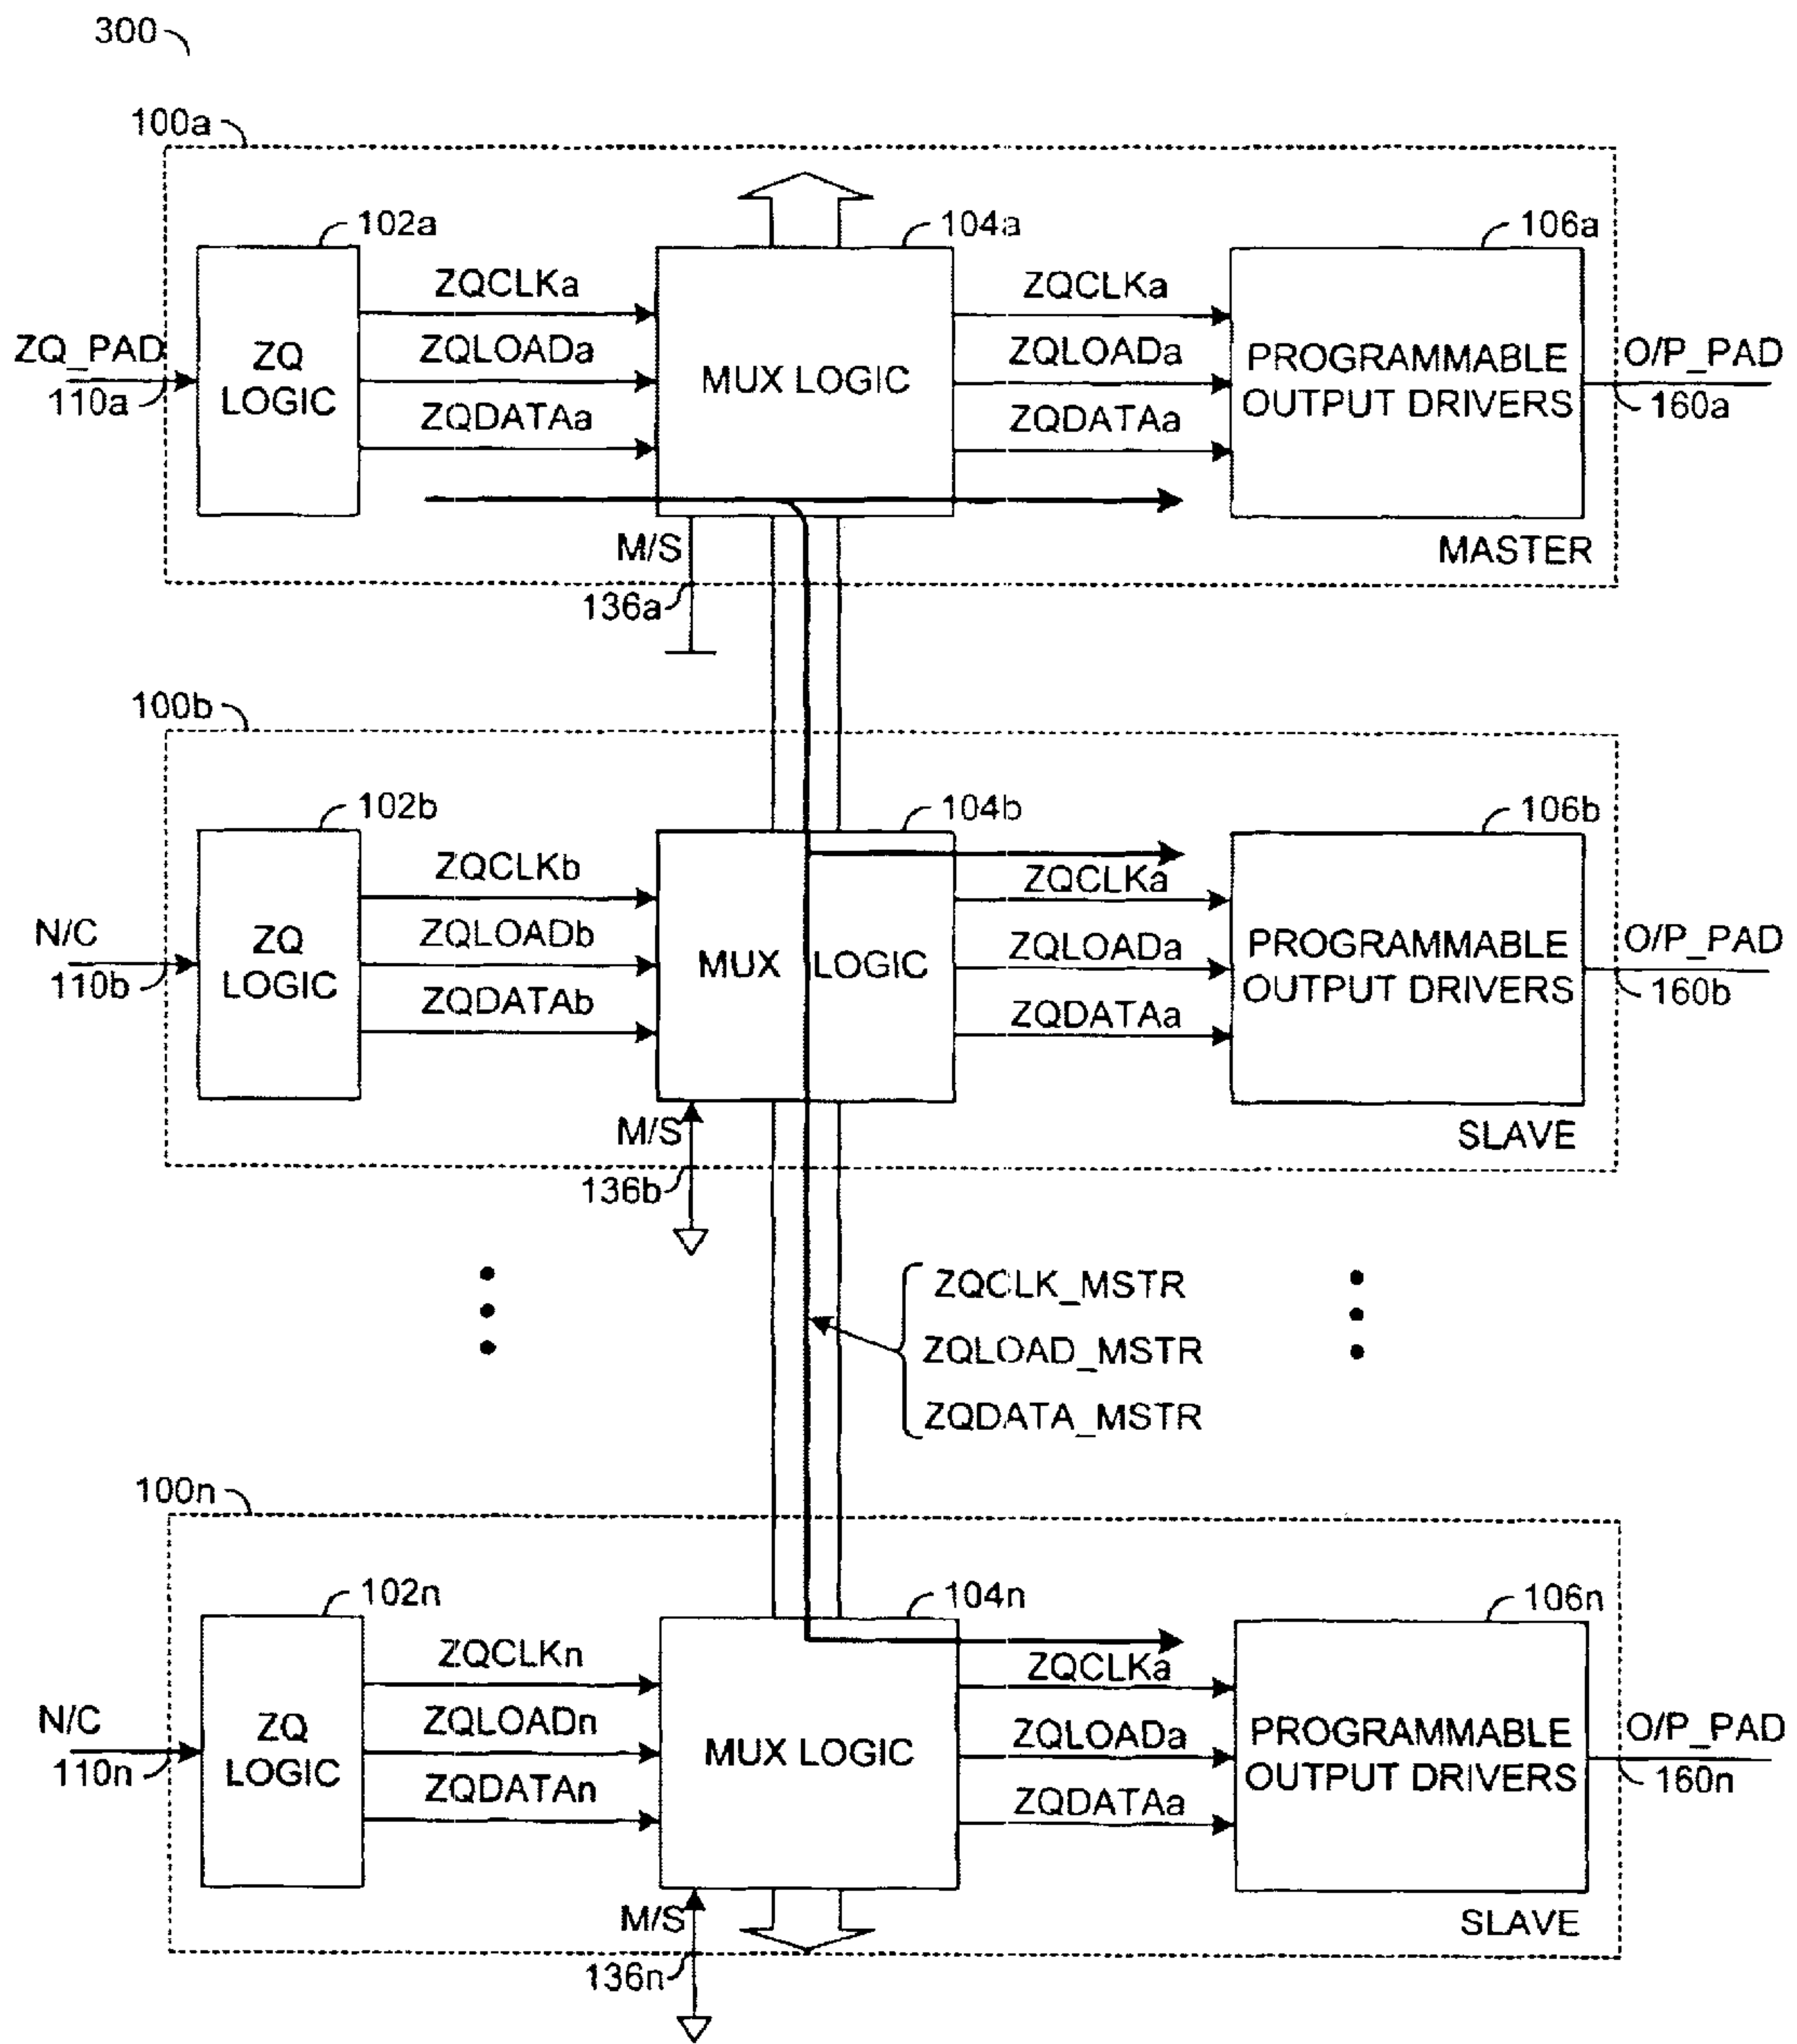 300
100a
102a
104a
106a
ZQCLKa
ZQCLKa
ZQ_PAD
110a
ZQ
LOGIC
ZQLOADa
MUX LOGIC
ZQLOADa
PROGRAMMABLE
OUTPUT DRIVERS
O/P_PAD
160a
ZQDATAa
ZQDATAa
M/S
MASTER
136a
100b
102b
104b
106b
ZQCLKb
ZQCLKa
N/C
110b
ZQ
LOGIC
ZQLOADb
MUX LOGIC
ZQLOADa
PROGRAMMABLE
OUTPUT DRIVERS
O/P_PAD
160b
ZQDATAb
ZQDATAa
M/S
SLAVE
136b
ZQCLK_MSTR
ZQLOAD_MSTR
ZQDATA_MSTR
100n
102n
104n
106n
ZQCLKn
ZQCLKa
N/C
110n
ZQ
LOGIC
ZQLOADn
MUX LOGIC
ZQLOADa
PROGRAMMABLE
OUTPUT DRIVERS
O/P_PAD
160n
ZQDATAn
ZQDATAa
M/S
SLAVE
136n